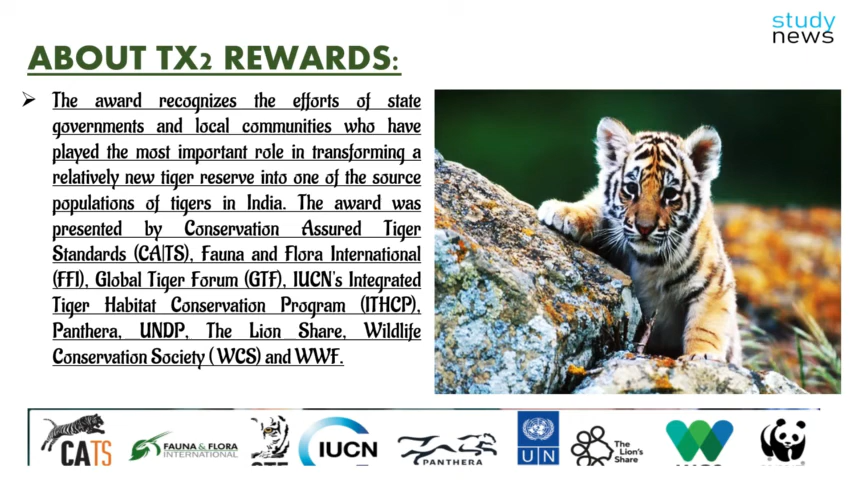 study
news
ABOUT TX2 REWARDS:
➢ The award recognizes the efforts of state
governments and local communities who have
played the most important role in transforming a
relatively new tiger reserve into one of the source
populations of tigers in India. The award was
presented by Conservation Assured Tiger
Standards (CA|TS), Fauna and Flora International
(FFI), Global Tiger Forum (GTF), IUCN's Integrated
Tiger Habitat Conservation Program (ITHCP),
Panthera, UNDP, The Lion Share, Wildlife
Conservation Society ( WCS) and WWF.
CATS
FAUNA & FLORA
INTERNATIONAL
GTF
IUCN
PANTHERA
U N
The
Lion's
Share